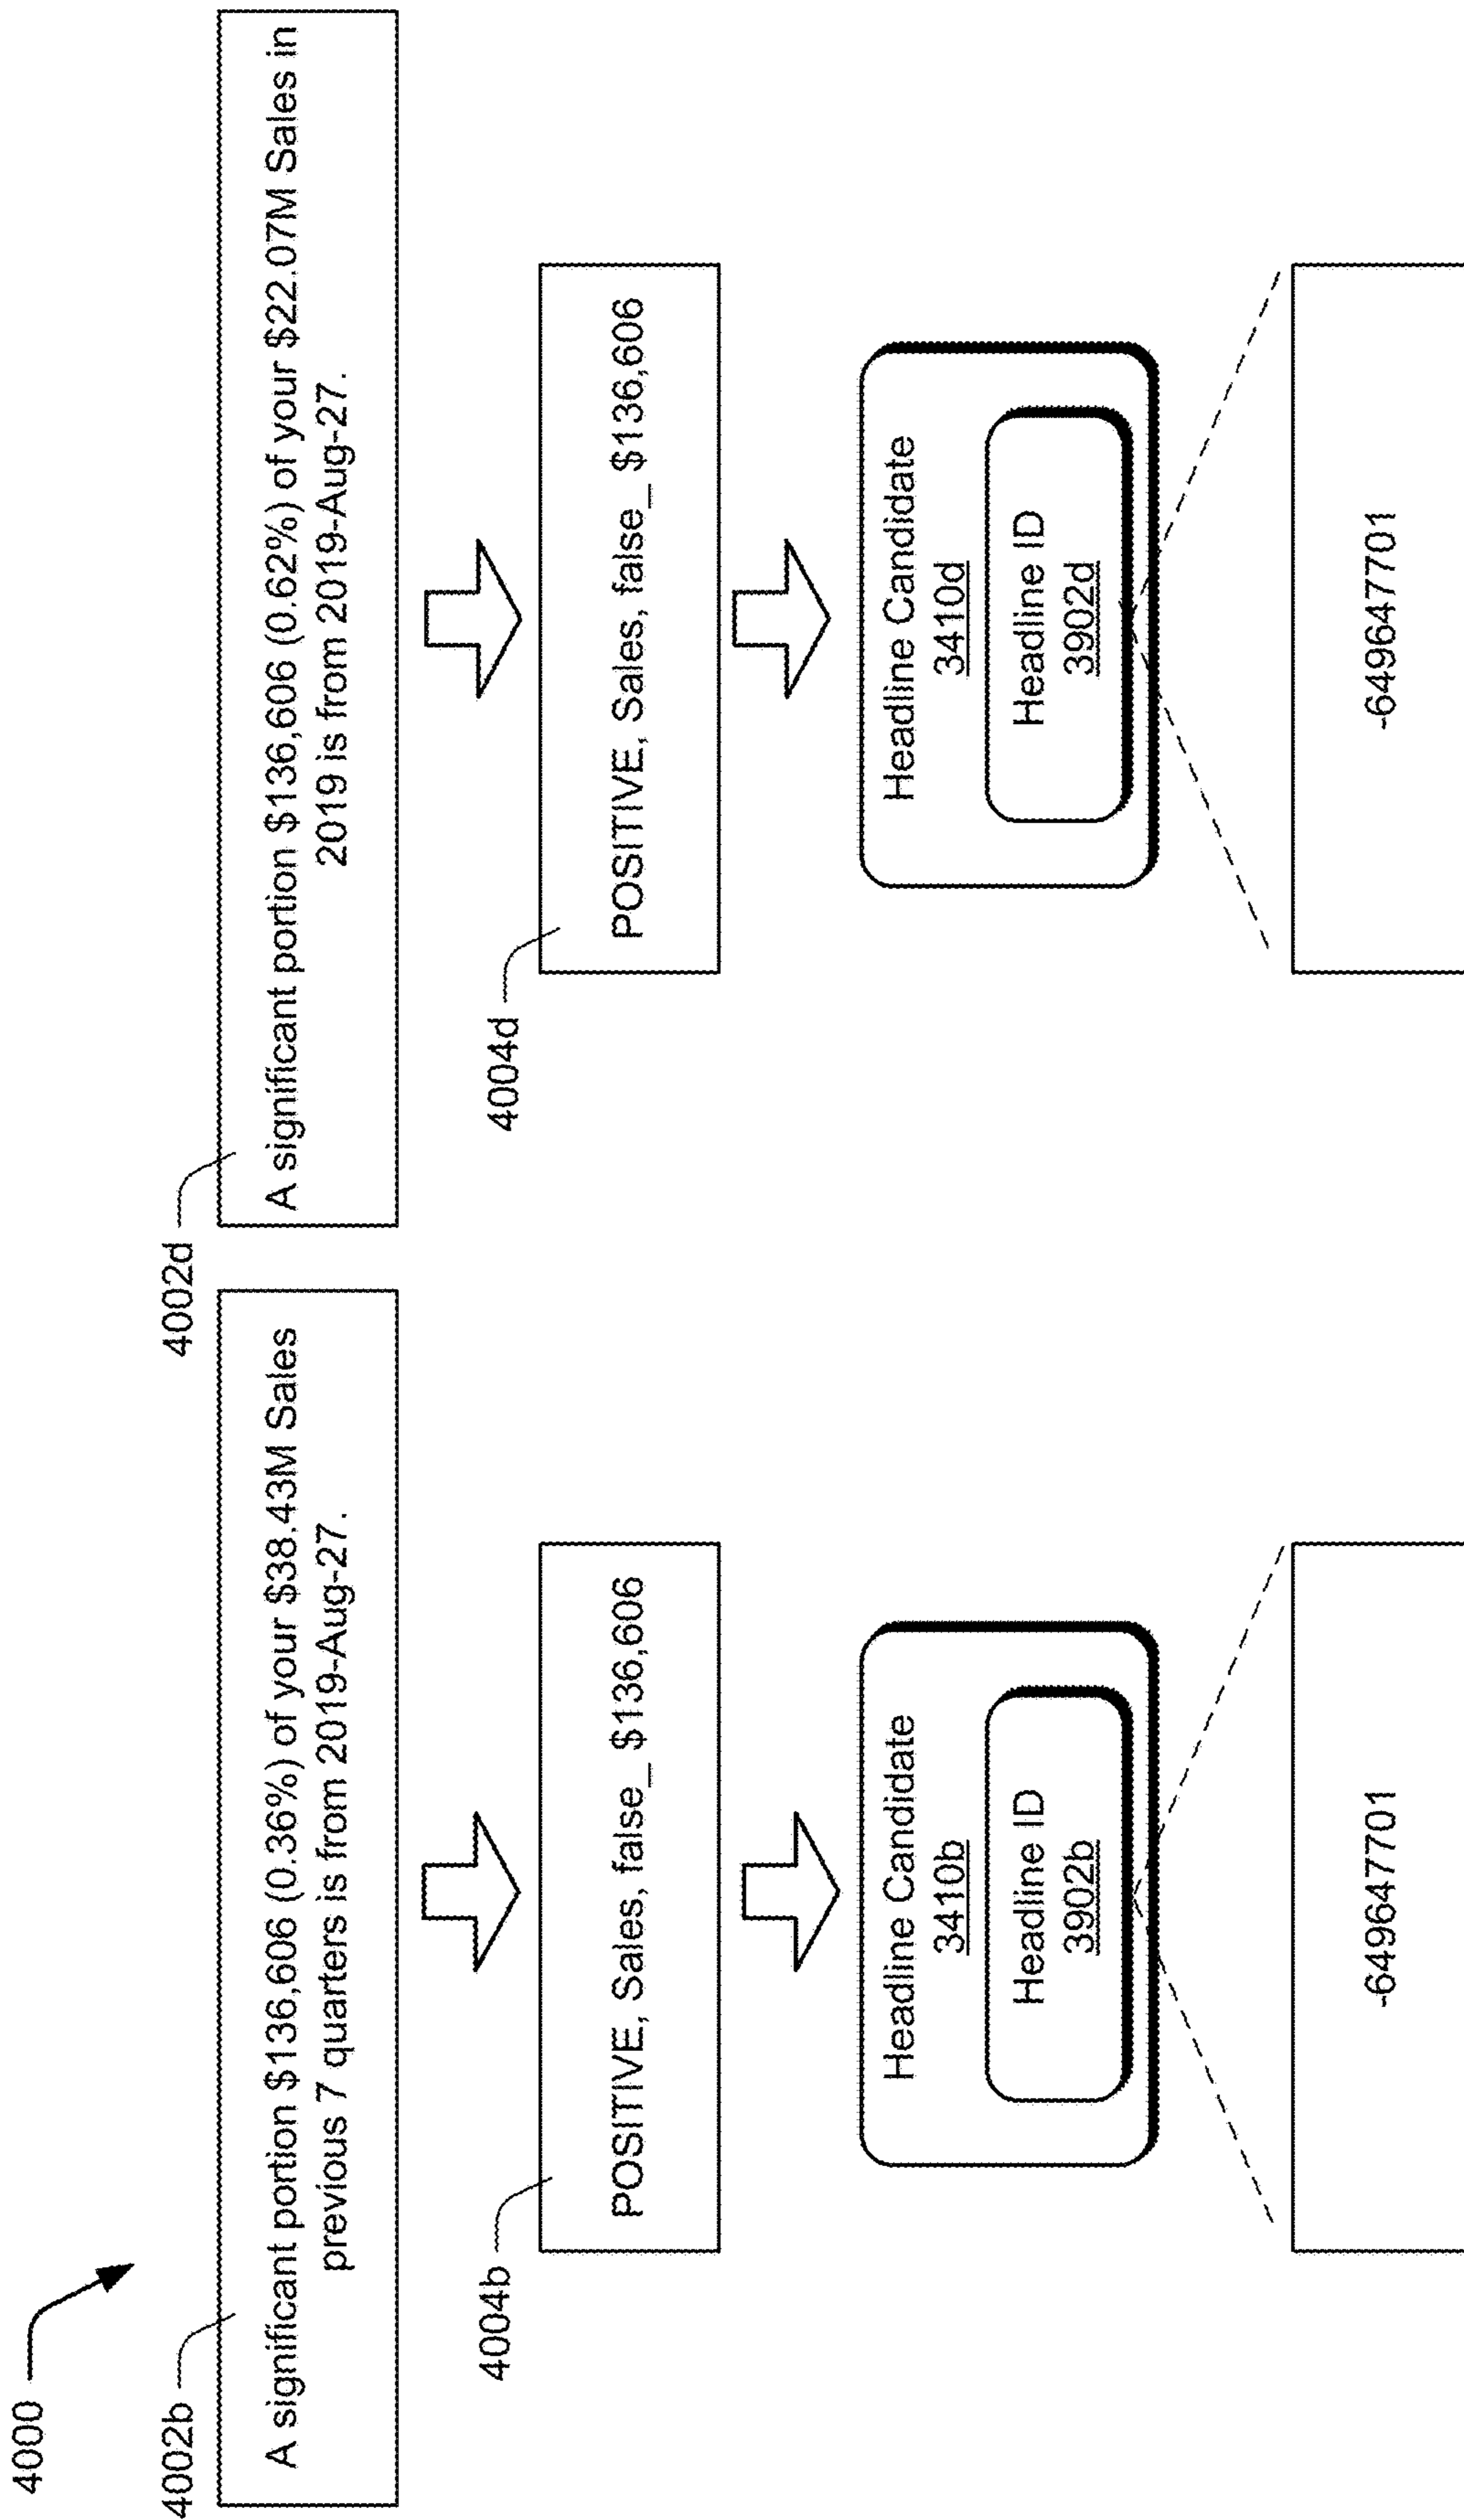 4000
4002b
A significant portion $136,606 (0.36%) of your $38.43M Sales
previous 7 quarters is from 2019-Aug-27.
4004b
POSITIVE, Sales, false_ $136,606
Headline Candidate
3410b
Headline ID
3902b
-649647701
4002d
A significant portion $136,606 (0.62%) of your $22.07M Sales in
2019 is from 2019-Aug-27.
4004d
POSITIVE, Sales, false_ $136,606
Headline Candidate
3410d
Headline ID
3902d
-649647701